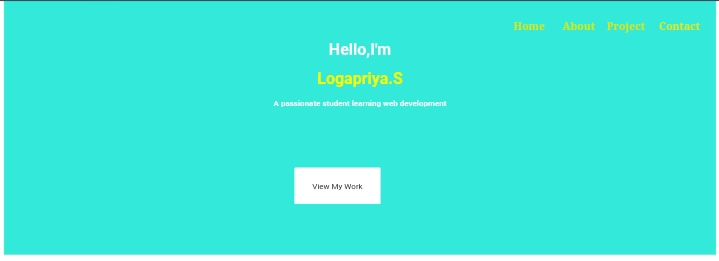 Home About Project Contact
Hello,I'm
Logapriya.S
A passionate student learning web development
View My Work